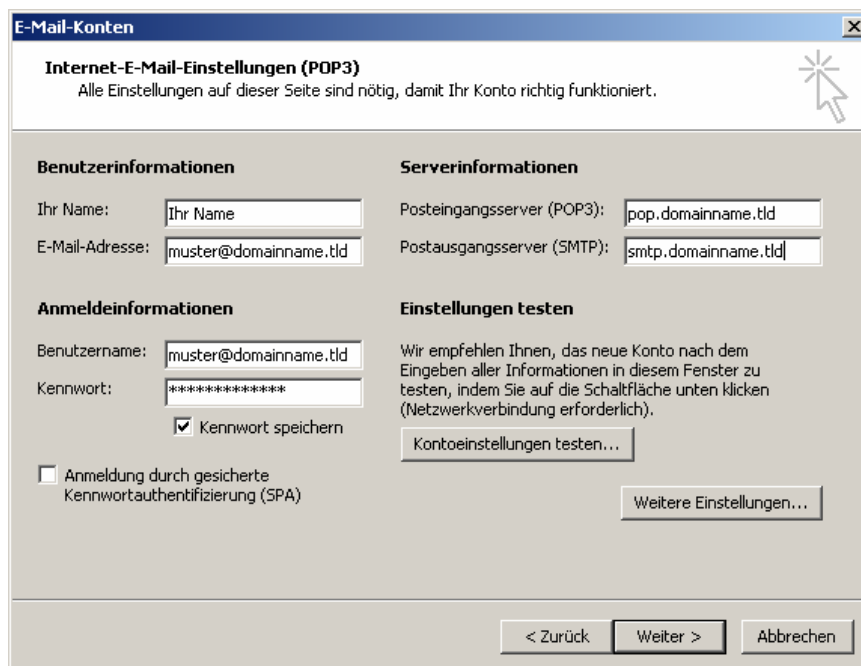 E-Mail-Konten
Internet-E-Mail-Einstellungen (POP3)
Alle Einstellungen auf dieser Seite sind nötig, damit Ihr Konto richtig funktioniert.
Benutzerinformationen
Ihr Name: Ihr Name
E-Mail-Adresse: muster@domainname.tld
Serverinformationen
Posteingangsserver (POP3): pop.domainname.tld
Postausgangsserver (SMTP): smtp.domainname.tld
Anmeldeinformationen
Benutzername: muster@domainname.tld
Kennwort: *************
Kennwort speichern
Anmeldung durch gesicherte
Kennwortauthentifizierung (SPA)
Einstellungen testen
Wir empfehlen Ihnen, das neue Konto nach dem
Eingeben aller Informationen in diesem Fenster zu
testen, indem Sie auf die Schaltfläche unten klicken
(Netzwerkverbindung erforderlich).
Kontoeinstellungen testen...
Weitere Einstellungen...
< Zurück
Weiter >
Abbrechen